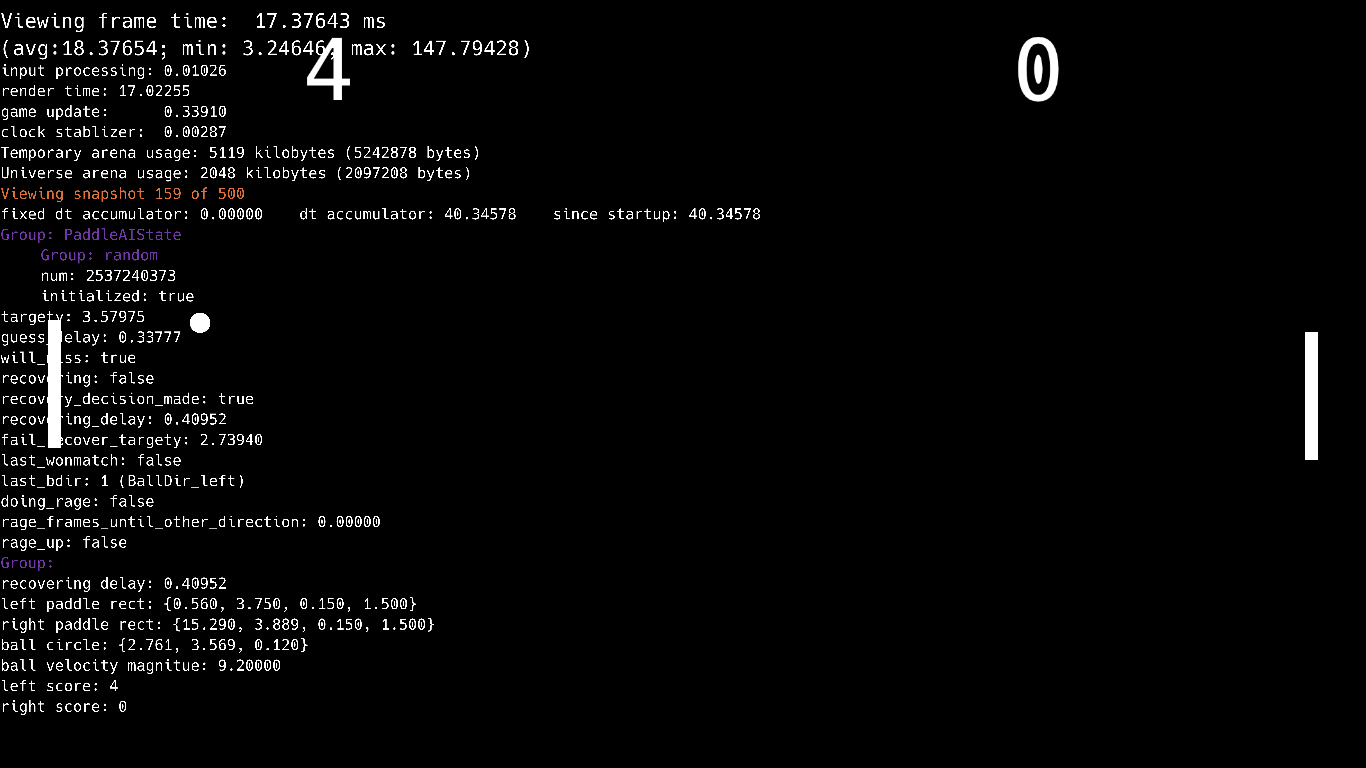 Viewing frame time:  17.37643 ms
(avg:18.37654; min: 3.24646; max: 147.79428)
4
0
input processing: 0.01026
render time: 17.02255
game update:      0.33910
clock stablizer:  0.00287
Temporary arena usage: 5119 kilobytes (5242878 bytes)
Universe arena usage: 2048 kilobytes (2097208 bytes)
Viewing snapshot 159 of 500
fixed dt accumulator: 0.00000    dt accumulator: 40.34578    since startup: 40.34578
Group: PaddleAIState
Group: random
num: 2537240373
initialized: true
targety: 3.57975
guess_delay: 0.33777
will_miss: true
recovering: false
recovery_decision_made: true
recovering_delay: 0.40952
fail_recover_targety: 2.73940
last_wonmatch: false
last_bdir: 1 (BallDir_left)
doing_rage: false
rage_frames_until_other_direction: 0.00000
rage_up: false
Group:
recovering delay: 0.40952
left paddle rect: {0.560, 3.750, 0.150, 1.500}
right paddle rect: {15.290, 3.889, 0.150, 1.500}
ball circle: {2.761, 3.569, 0.120}
ball velocity magnitue: 9.20000
left score: 4
right score: 0